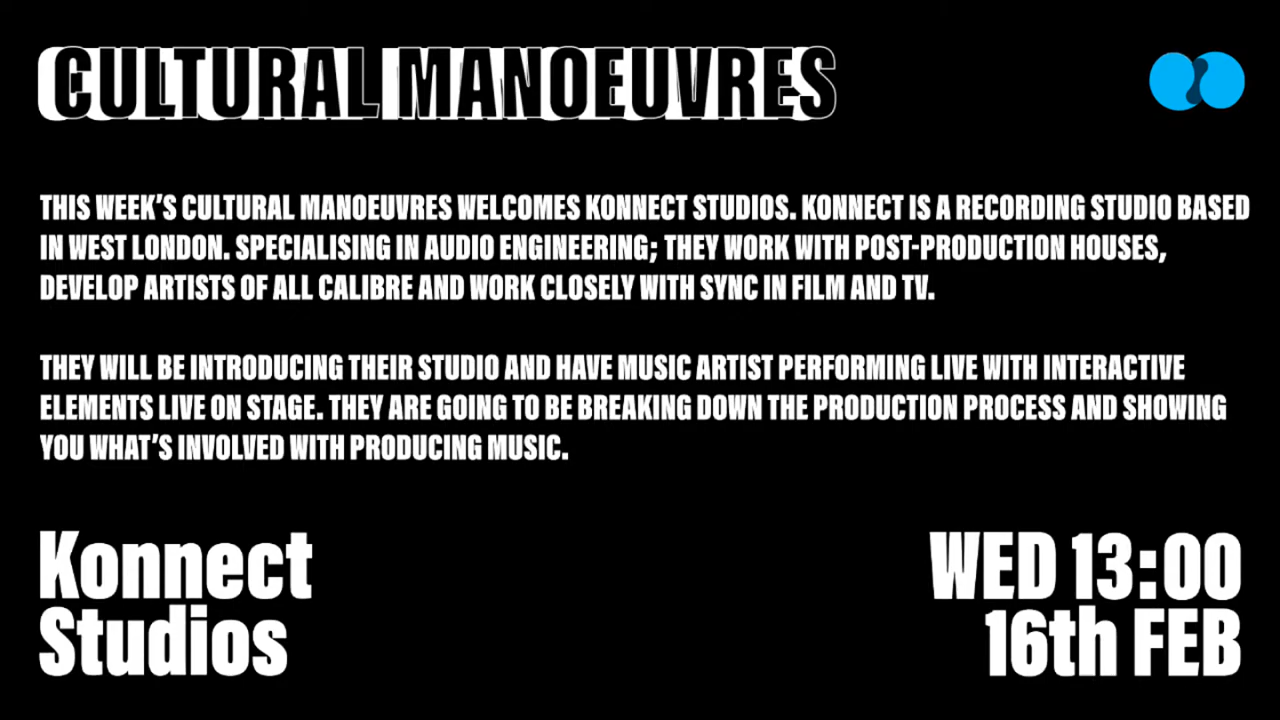 CULTURAL MANOEUVRES
THIS WEEK'S CULTURAL MANOEUVRES WELCOMES KONNECT STUDIOS. KONNECT IS A RECORDING STUDIO BASED
IN WEST LONDON. SPECIALISING IN AUDIO ENGINEERING; THEY WORK WITH POST-PRODUCTION HOUSES,
DEVELOP ARTISTS OF ALL CALIBRE AND WORK CLOSELY WITH SYNC IN FILM AND TV.
THEY WILL BE INTRODUCING THEIR STUDIO AND HAVE MUSIC ARTIST PERFORMING LIVE WITH INTERACTIVE
ELEMENTS LIVE ON STAGE. THEY ARE GOING TO BE BREAKING DOWN THE PRODUCTION PROCESS AND SHOWING
YOU WHAT'S INVOLVED WITH PRODUCING MUSIC.
Konnect
Studios
WED 13:00
16th FEB